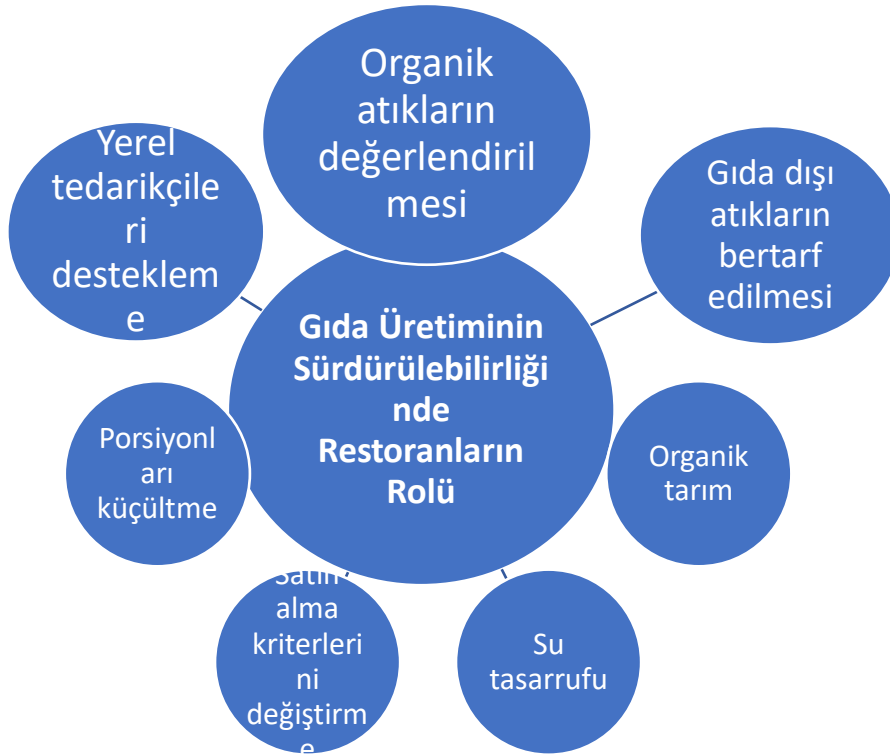 Organik
atıkların
değerlendiril
mesi
Yerel
tedarikçile
ri
desteklem
e
Gıda dışı
atıkların
bertarf
edilmesi
Gıda Üretiminin
Sürdürülebilirliği
nde
Restoranların
Rolü
Porsiyonl
arı
küçültme
Organik
tarım
Satın
alma
kriterleri
ni
değiştirm
e
Su
tasarrufu